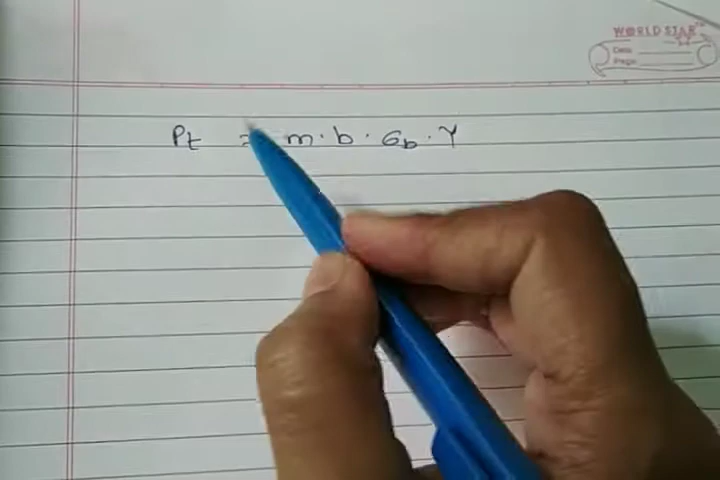 WORLD STAR
Date:
Page:
Pt = m · b · σb · Y